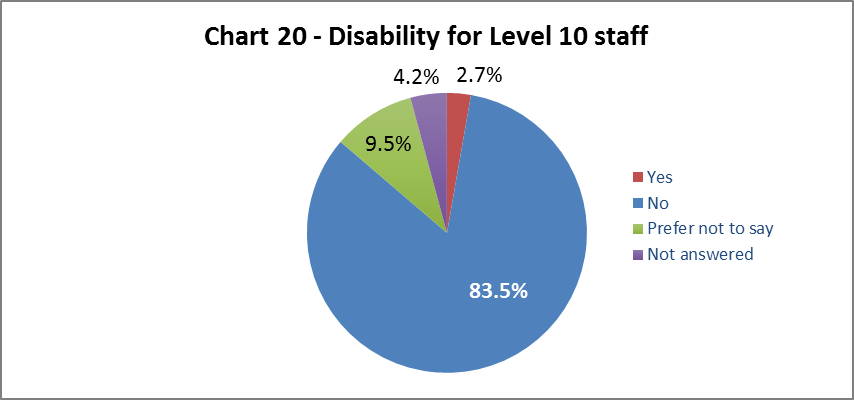 Chart 20 - Disability for Level 10 staff
4.2%
2.7%
9.5%
83.5%
Yes
No
Prefer not to say
Not answered